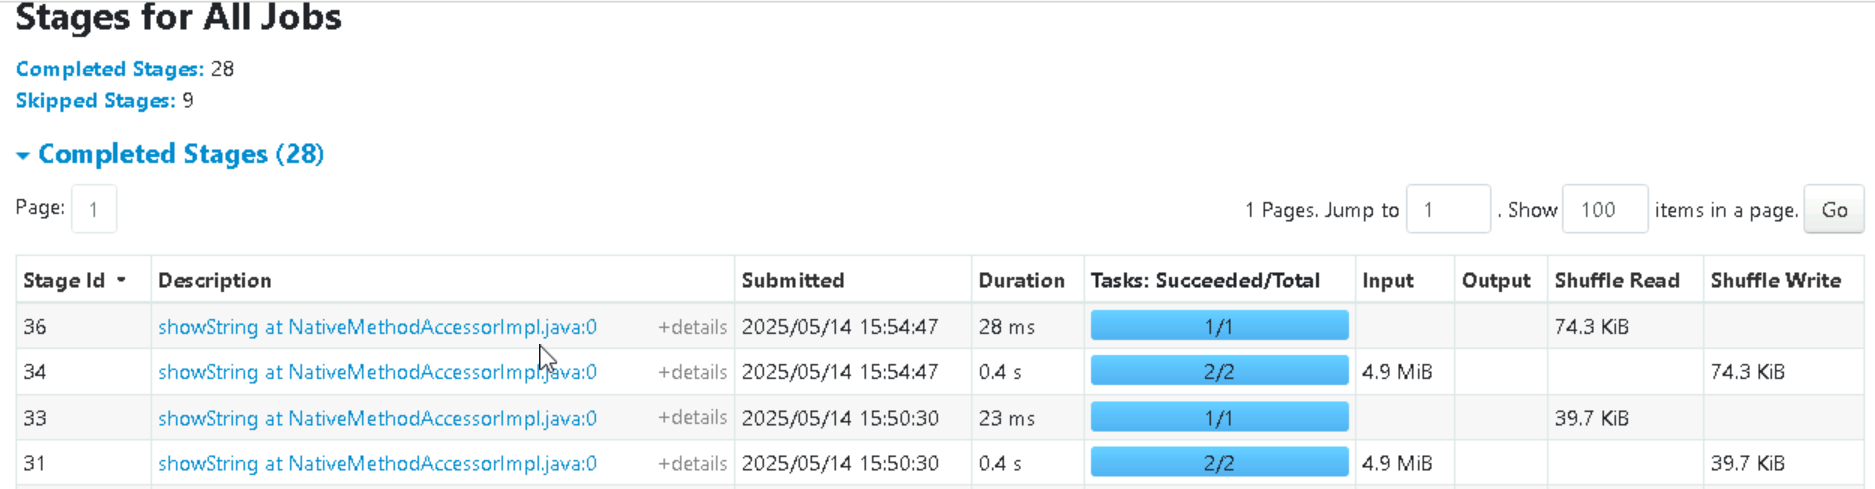 Stages for All Jobs
Completed Stages: 28
Skipped Stages: 9
Completed Stages (28)
Page: 1
1 Pages. Jump to 1 . Show 100 items in a page. Go
Stage Id Description Submitted Duration Tasks: Succeeded/Total Input Output Shuffle Read Shuffle Write
36 showString at NativeMethodAccessorImpl.java:0 +details 2025/05/14 15:54:47 28 ms 1/1 74.3 KiB
34 showString at NativeMethodAccessorImpl.java:0 +details 2025/05/14 15:54:47 0.4 s 2/2 4.9 MiB 74.3 KiB
33 showString at NativeMethodAccessorImpl.java:0 +details 2025/05/14 15:50:30 23 ms 1/1 39.7 KiB
31 showString at NativeMethodAccessorImpl.java:0 +details 2025/05/14 15:50:30 0.4 s 2/2 4.9 MiB 39.7 KiB